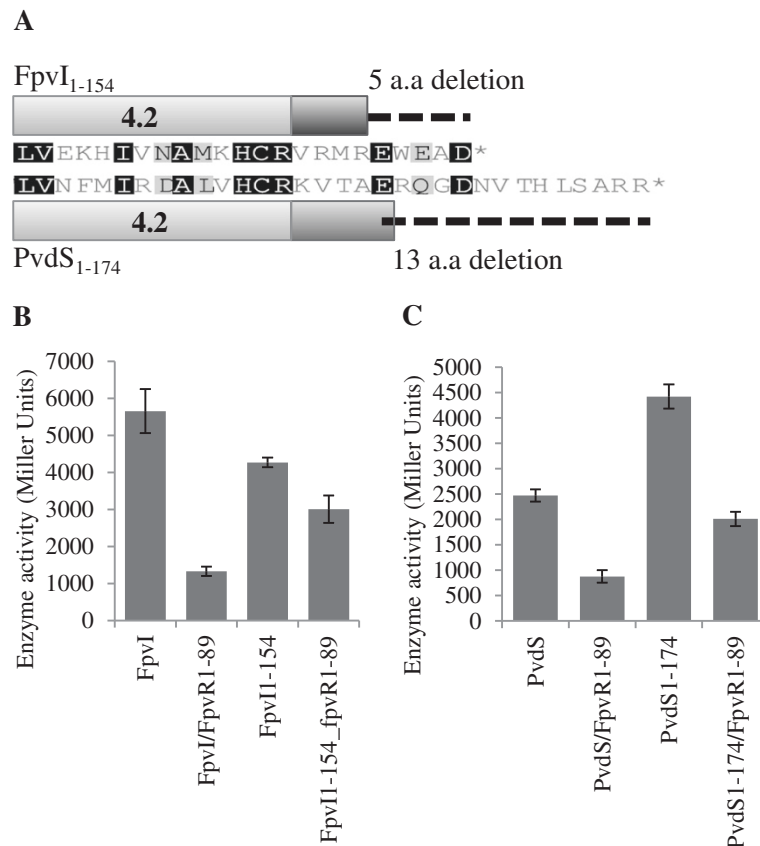 A
FpvI1-154
5 a.a deletion
4.2
LVEKHIVNAMKHCRVRMREWEAD*
LVNFMIRDALVHCRKVTAERQGDNVTHLSARR*
4.2
PvdS1-174
13 a.a deletion
B
Enzyme activity (Miller Units)
7000
6000
5000
4000
3000
2000
1000
0
FpvI
FpvI/FpvR1-89
FpvI1-154
FpvI1-154_fpvR1-89
C
Enzyme activity (Miller Units)
5000
4500
4000
3500
3000
2500
2000
1500
1000
500
0
PvdS
PvdS/FpvR1-89
PvdS1-174
PvdS1-174/FpvR1-89